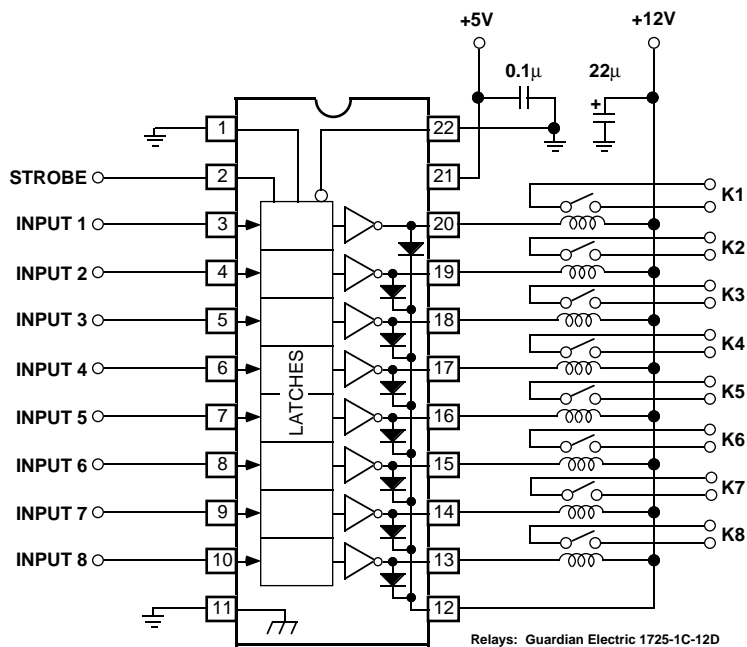 +5V
+12V
0.1µ
22µ
+
1
22
STROBE
2
21
INPUT 1
3
20
K1
INPUT 2
4
19
K2
INPUT 3
5
18
K3
INPUT 4
6
17
K4
LATCHES
INPUT 5
7
16
K5
INPUT 6
8
15
K6
INPUT 7
9
14
K7
INPUT 8
10
13
K8
11
12
Relays: Guardian Electric 1725-1C-12D